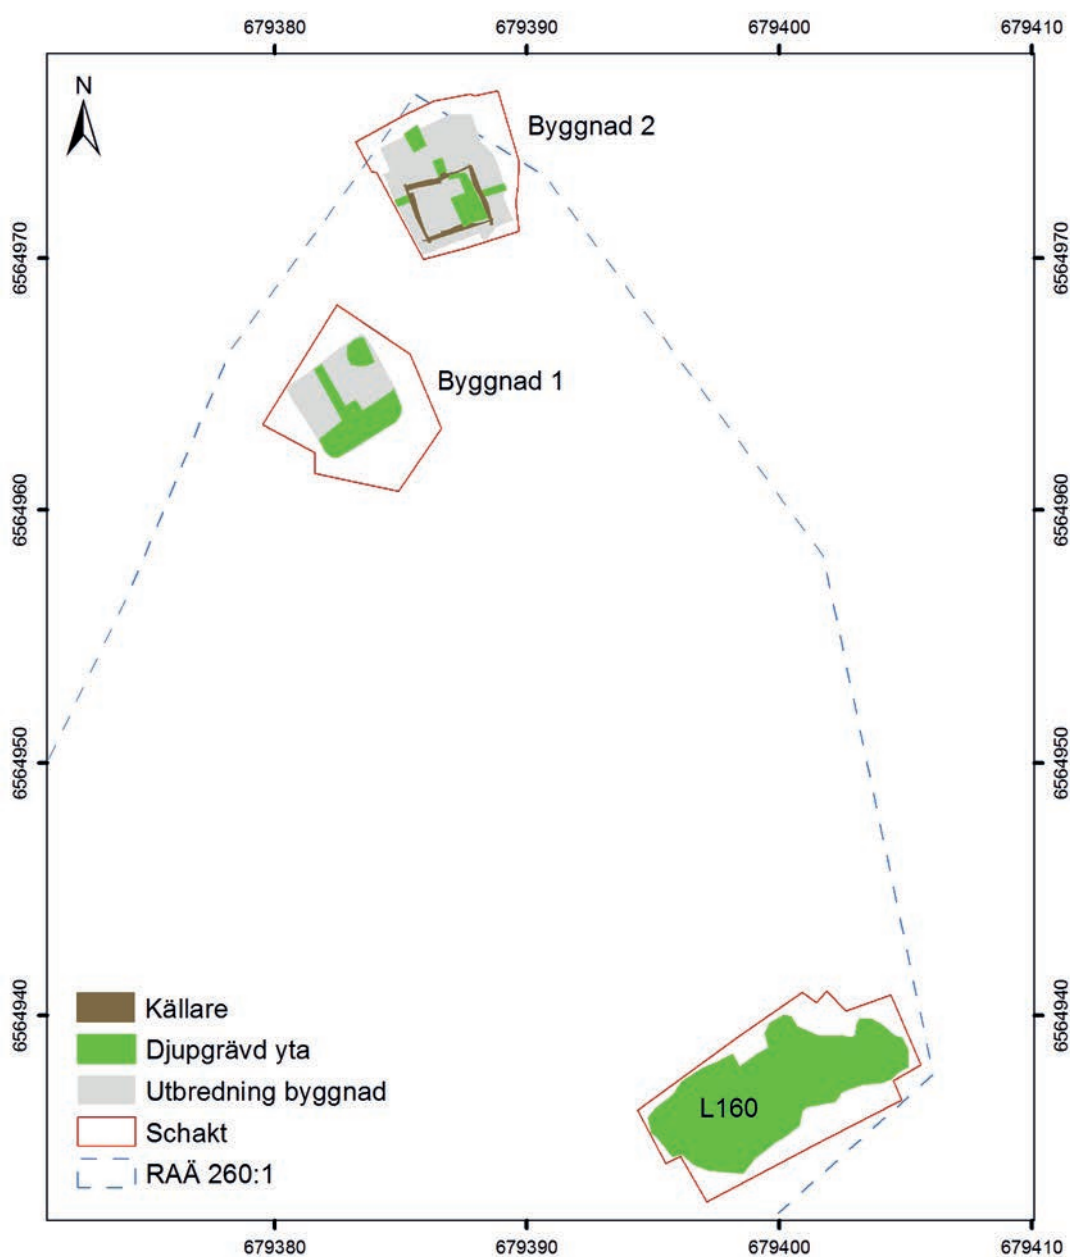 679380 679390 679400 679410
N
Byggnad 2
6564970 6564970
Byggnad 1
6564960 6564960
6564950 6564950
6564940 6564940
Källare
Djupgrävd yta
Utbredning byggnad
L160
Schakt
RAÄ 260:1
679380 679390 679400 679410